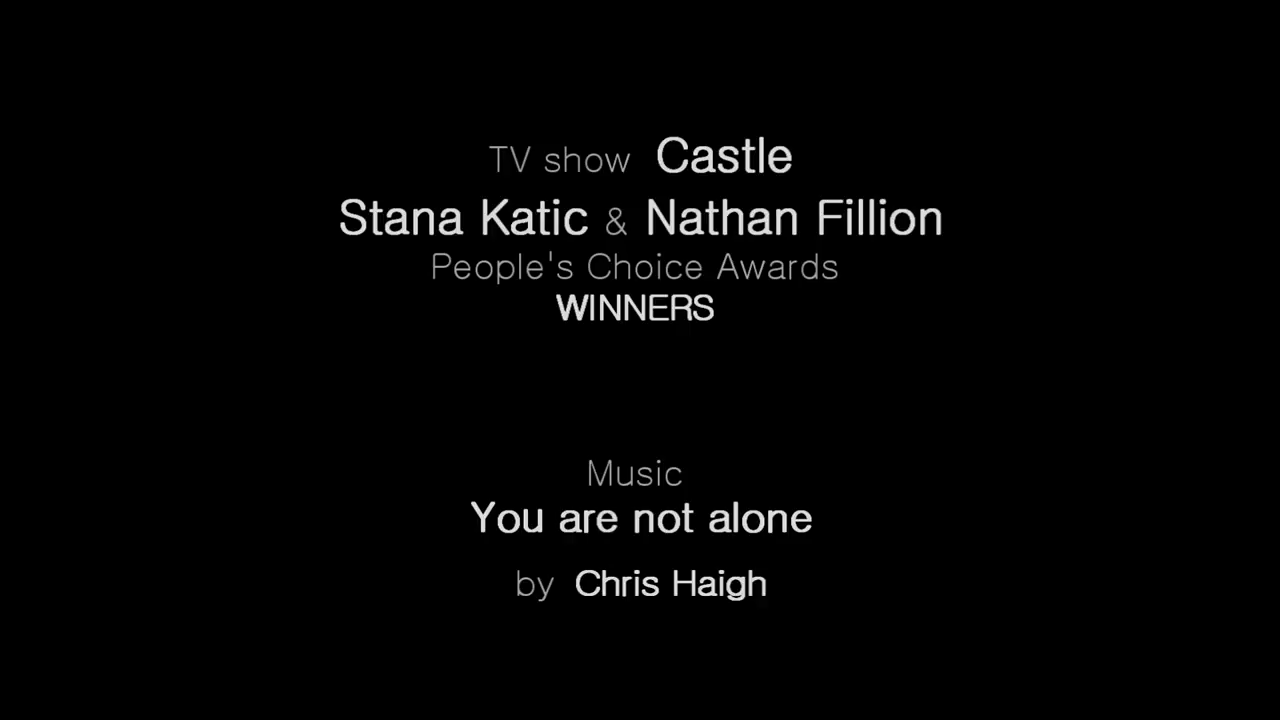 TV show Castle
Stana Katic & Nathan Fillion
People's Choice Awards
WINNERS
Music
You are not alone
by Chris Haigh